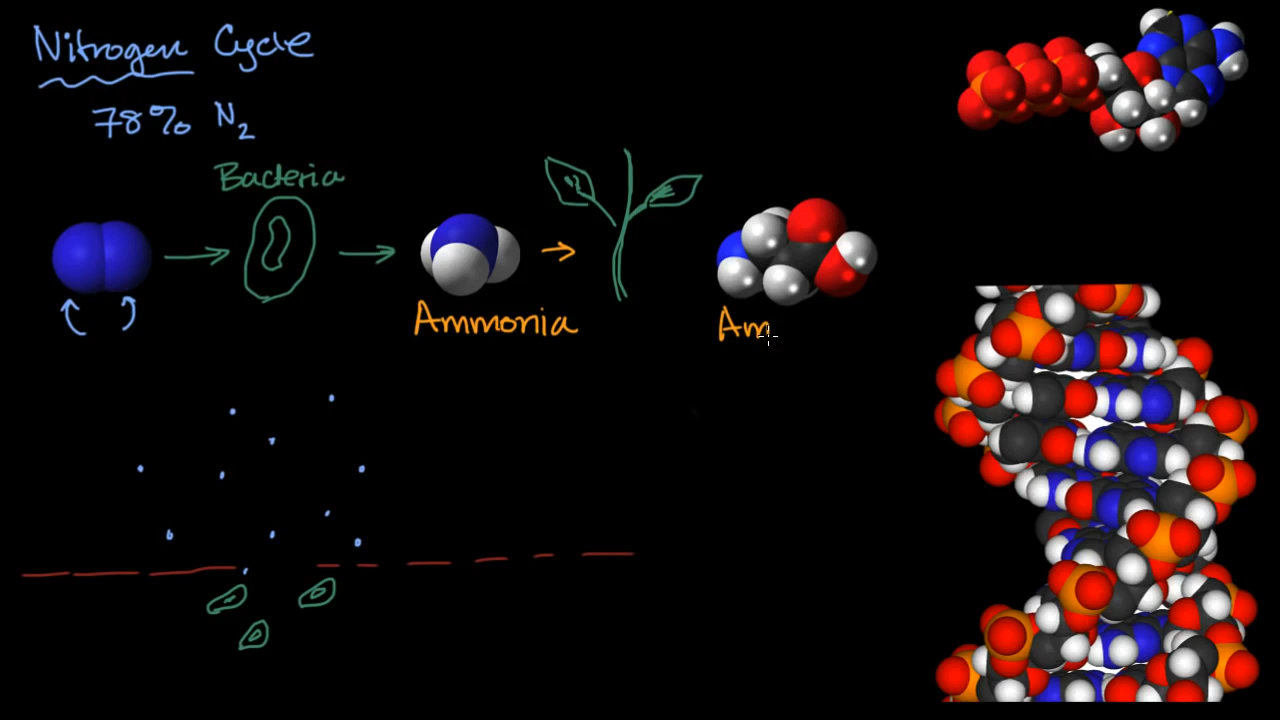 Nitrogen Cycle
78% N₂
Bacteria
Ammonia
Am